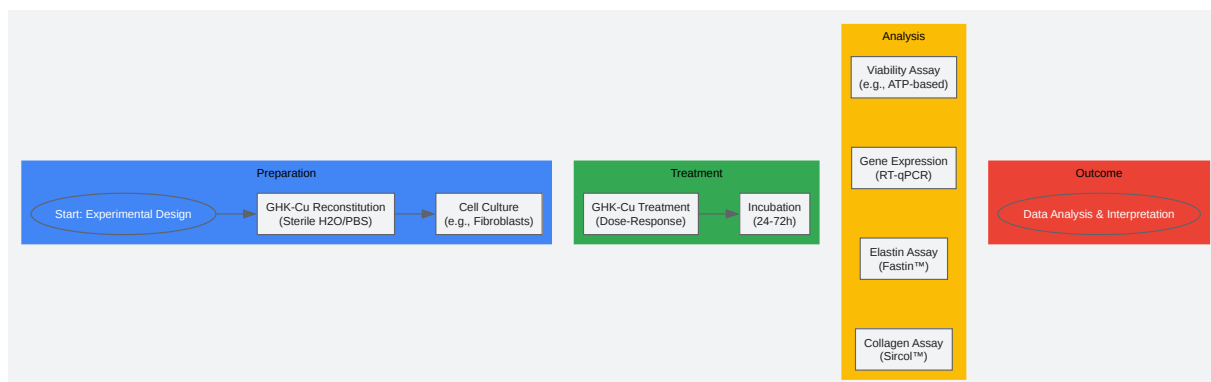 Preparation
Start: Experimental Design
GHK-Cu Reconstitution
(Sterile H2O/PBS)
Cell Culture
(e.g., Fibroblasts)
Treatment
GHK-Cu Treatment
(Dose-Response)
Incubation
(24-72h)
Analysis
Viability Assay
(e.g., ATP-based)
Gene Expression
(RT-qPCR)
Elastin Assay
(Fastin™)
Collagen Assay
(Sircol™)
Outcome
Data Analysis & Interpretation